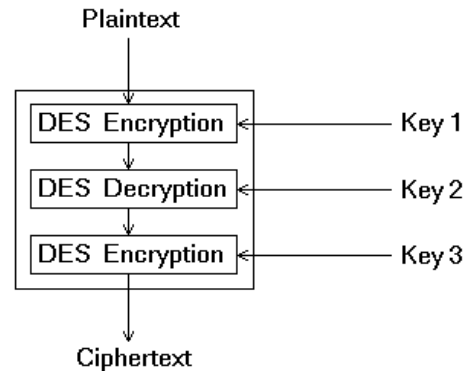 Plaintext
DES Encryption
Key 1
DES Decryption
Key 2
DES Encryption
Key 3
Ciphertext